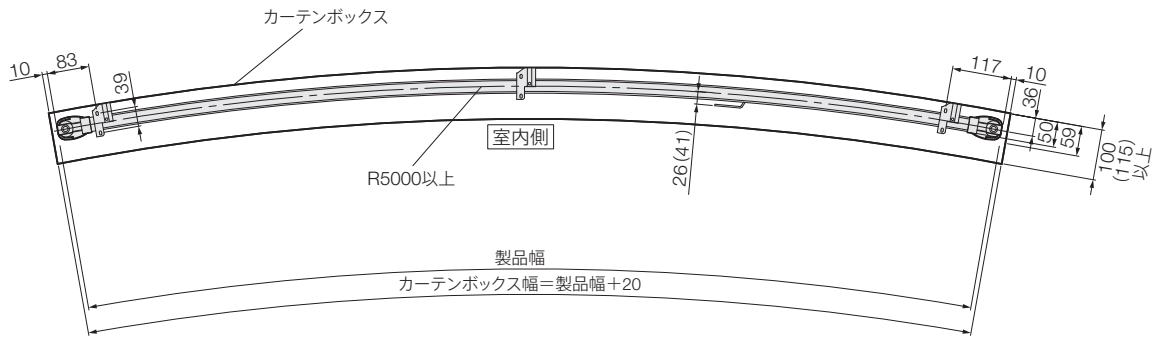 カーテンボックス
10
83
39
117
10
36
50
59
100
(115)
以上
室内側
26(41)
R5000以上
製品幅
カーテンボックス幅＝製品幅＋20